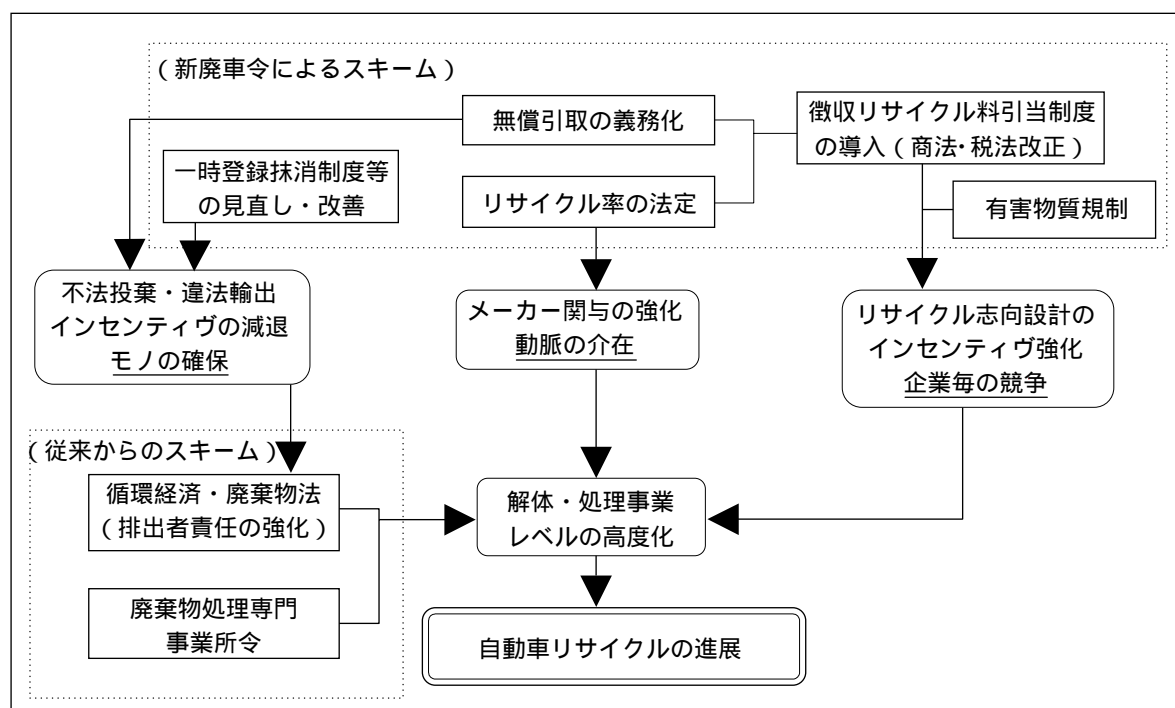 (新廃車令によるスキーム)
無償引取の義務化
徴収リサイクル料引当制度
の導入(商法・税法改正)
一時登録抹消制度等
の見直し・改善
リサイクル率の法定
有害物質規制
不法投棄・違法輸出
インセンティヴの減退
モノの確保
メーカー関与の強化
動脈の介在
リサイクル志向設計の
インセンティヴ強化
企業毎の競争
(従来からのスキーム)
循環経済・廃棄物法
(排出者責任の強化)
解体・処理事業
レベルの高度化
廃棄物処理専門
事業所令
自動車リサイクルの進展